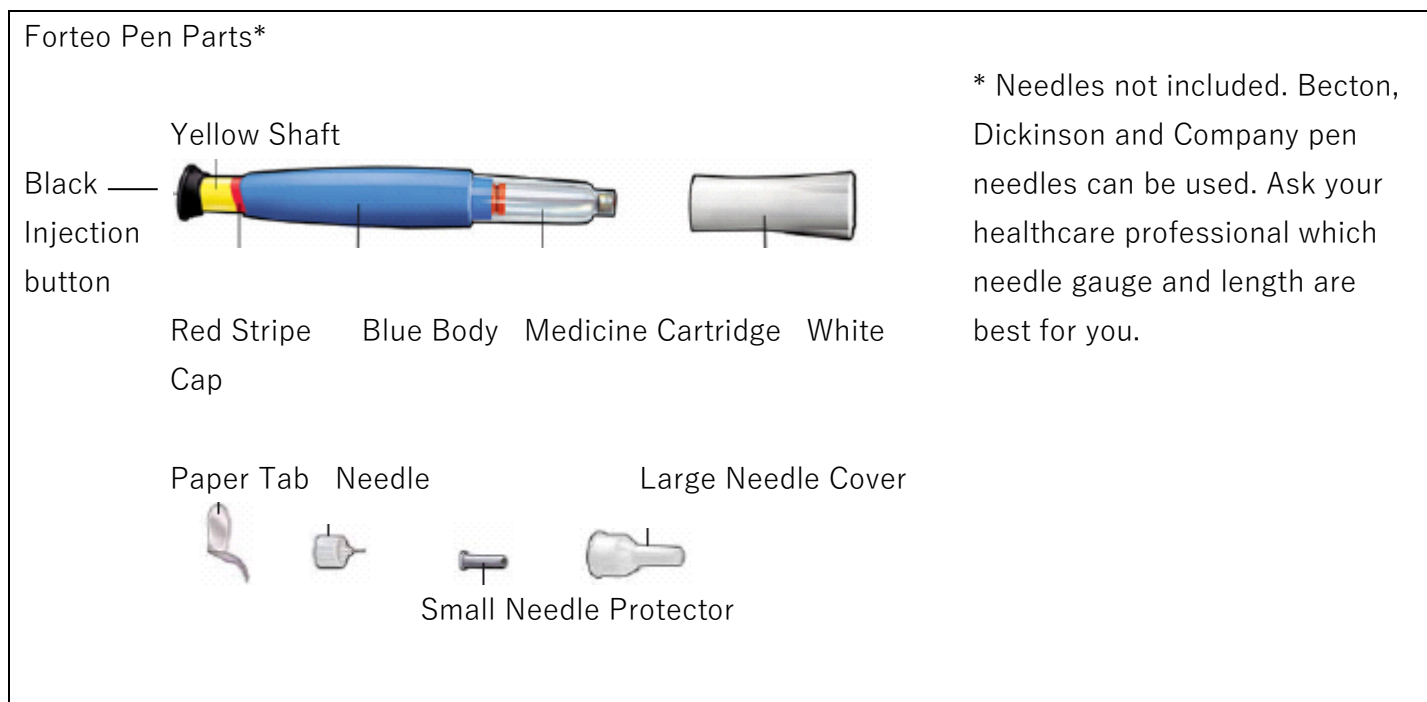 Forteo Pen Parts*
Yellow Shaft
Black
Injection
button
Red Stripe Blue Body Medicine Cartridge White
Cap
Paper Tab Needle Large Needle Cover
Small Needle Protector
* Needles not included. Becton,
Dickinson and Company pen
needles can be used. Ask your
healthcare professional which
needle gauge and length are
best for you.